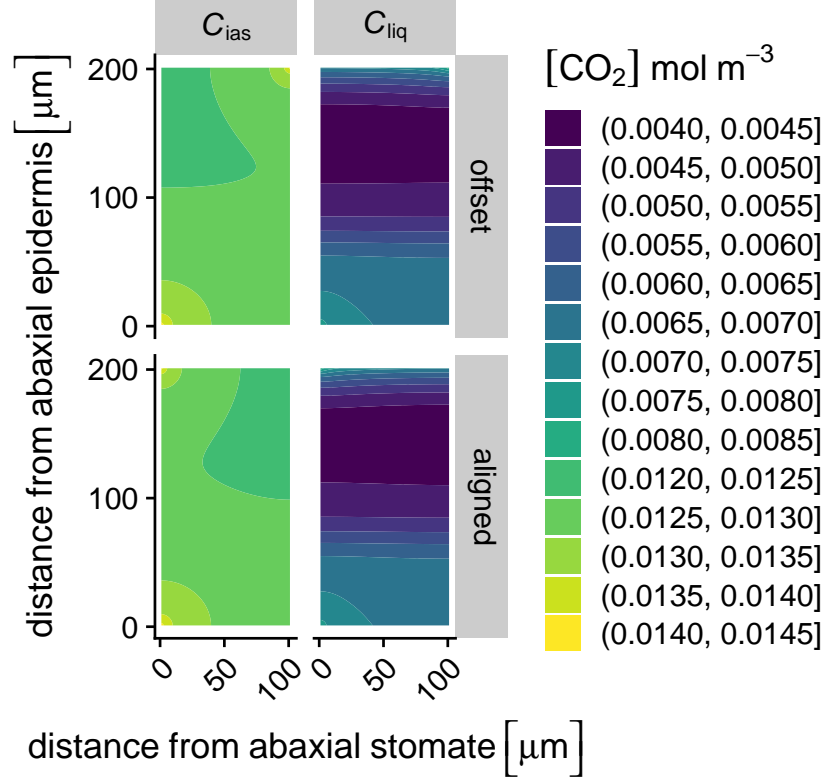 C_ias C_liq
[CO₂] mol m⁻³
distance from abaxial epidermis [μm]
200
100
0
offset
200
100
0
aligned
0 50 100 0 50 100
distance from abaxial stomate [μm]
(0.0040, 0.0045]
(0.0045, 0.0050]
(0.0050, 0.0055]
(0.0055, 0.0060]
(0.0060, 0.0065]
(0.0065, 0.0070]
(0.0070, 0.0075]
(0.0075, 0.0080]
(0.0080, 0.0085]
(0.0120, 0.0125]
(0.0125, 0.0130]
(0.0130, 0.0135]
(0.0135, 0.0140]
(0.0140, 0.0145]